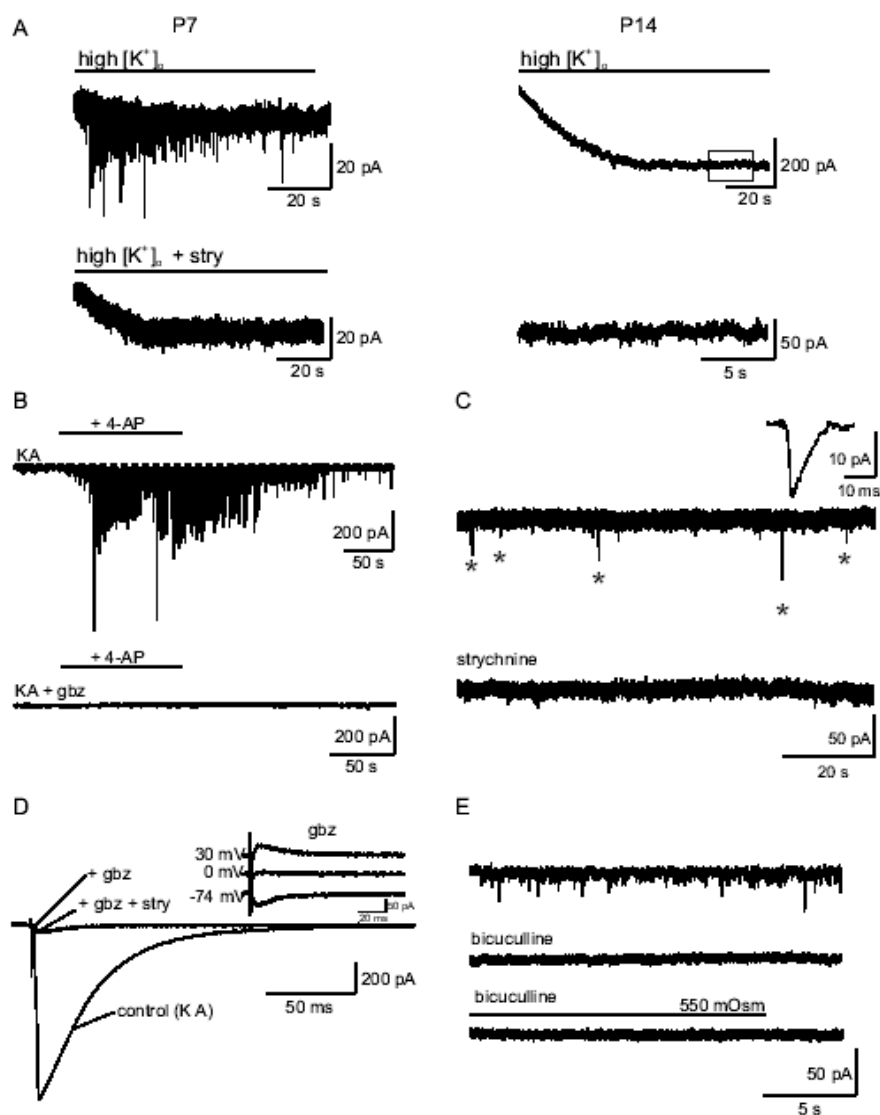 A
P7
P14
high [K⁺]ₒ
high [K⁺]ₒ
20 pA
20 s
200 pA
20 s
high [K⁺]ₒ + stry
20 pA
20 s
50 pA
5 s
B
+ 4-AP
KA
200 pA
50 s
+ 4-AP
KA + gbz
200 pA
50 s
C
10 pA
10 ms
* * * * *
strychnine
50 pA
20 s
D
gbz
30 mV
0 mV
-74 mV
50 pA
20 ms
+ gbz
+ gbz + stry
control (KA)
200 pA
50 ms
E
bicuculline
bicuculline
550 mOsm
50 pA
5 s